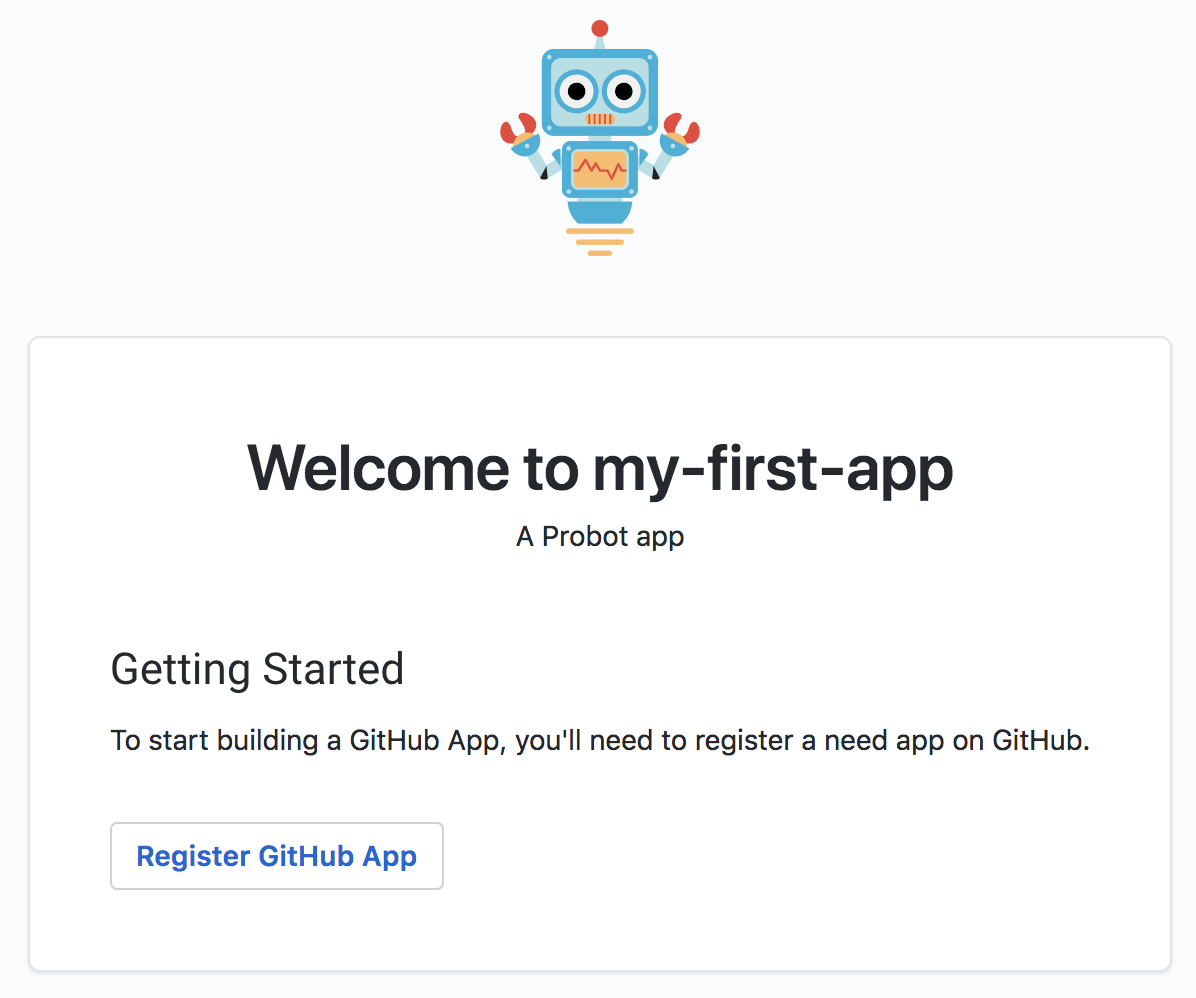 Welcome to my-first-app
A Probot app
Getting Started
To start building a GitHub App, you'll need to register a need app on GitHub.
Register GitHub App